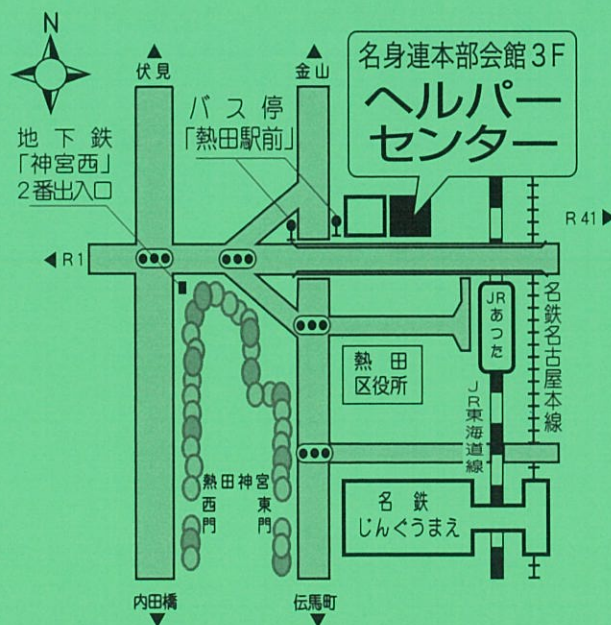 N
伏見
金山
名身連本部会館3F
ヘルパー
センター
地下鉄
「神宮西」
2番出入口
バス停
「熱田駅前」
R 41
R 1
JR
あつた
名鉄名古屋本線
熱田
区役所
JR東海道線
熱田神宮
西門
東門
名鉄
じんぐうまえ
内田橋
伝馬町